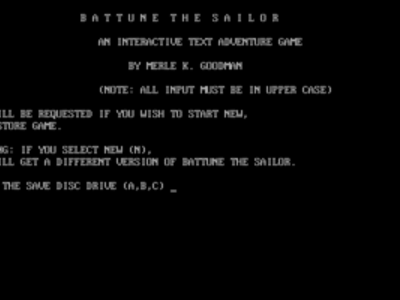 BATTUNE THE SAILOR
AN INTERACTIVE TEXT ADVENTURE GAME
BY MERLE K. GOODMAN
(NOTE: ALL INPUT MUST BE IN UPPER CASE)
ILL BE REQUESTED IF YOU WISH TO START NEW,
STORE GAME.
NG: IF YOU SELECT NEW (N),
ILL GET A DIFFERENT VERSION OF BATTUNE THE SAILOR.
THE SAVE DISC DRIVE (A,B,C) _